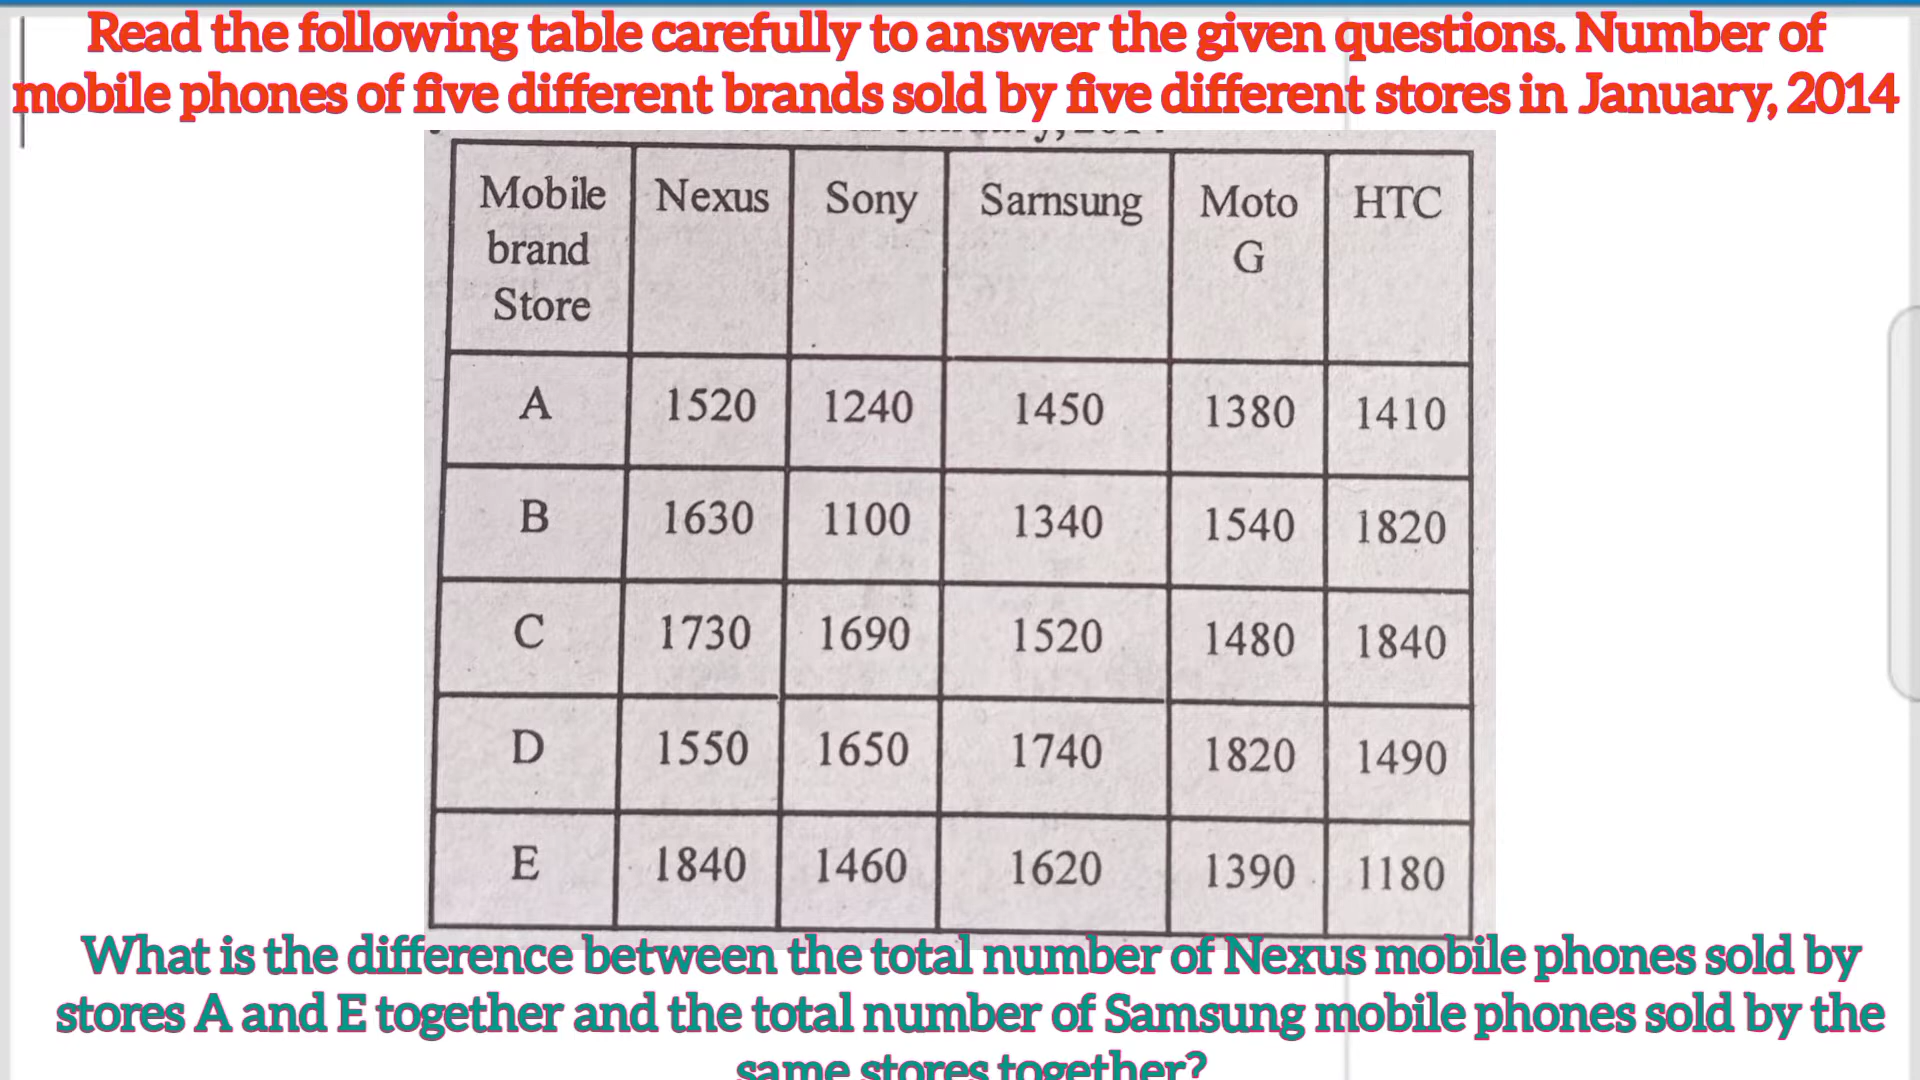 Read the following table carefully to answer the given questions. Number of
mobile phones of five different brands sold by five different stores in January, 2014
Mobile brand Store Nexus Sony Samsung Moto G HTC
A 1520 1240 1450 1380 1410
B 1630 1100 1340 1540 1820
C 1730 1690 1520 1480 1840
D 1550 1650 1740 1820 1490
E 1840 1460 1620 1390 1180
What is the difference between the total number of Nexus mobile phones sold by
stores A and E together and the total number of Samsung mobile phones sold by the
same stores together?